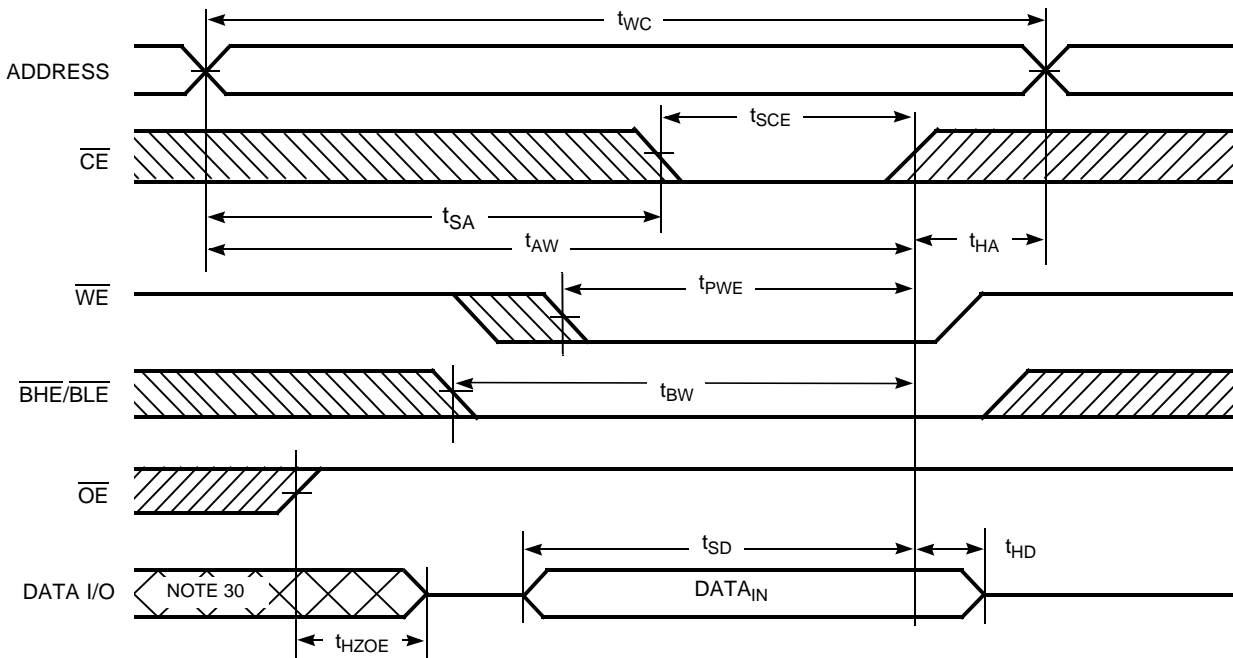 tWC
ADDRESS
tSCE
CE
tSA
tAW
tHA
WE
tPWE
BHE/BLE
tBW
OE
tSD
tHD
DATA I/O
NOTE 30
DATAIN
tHZOE